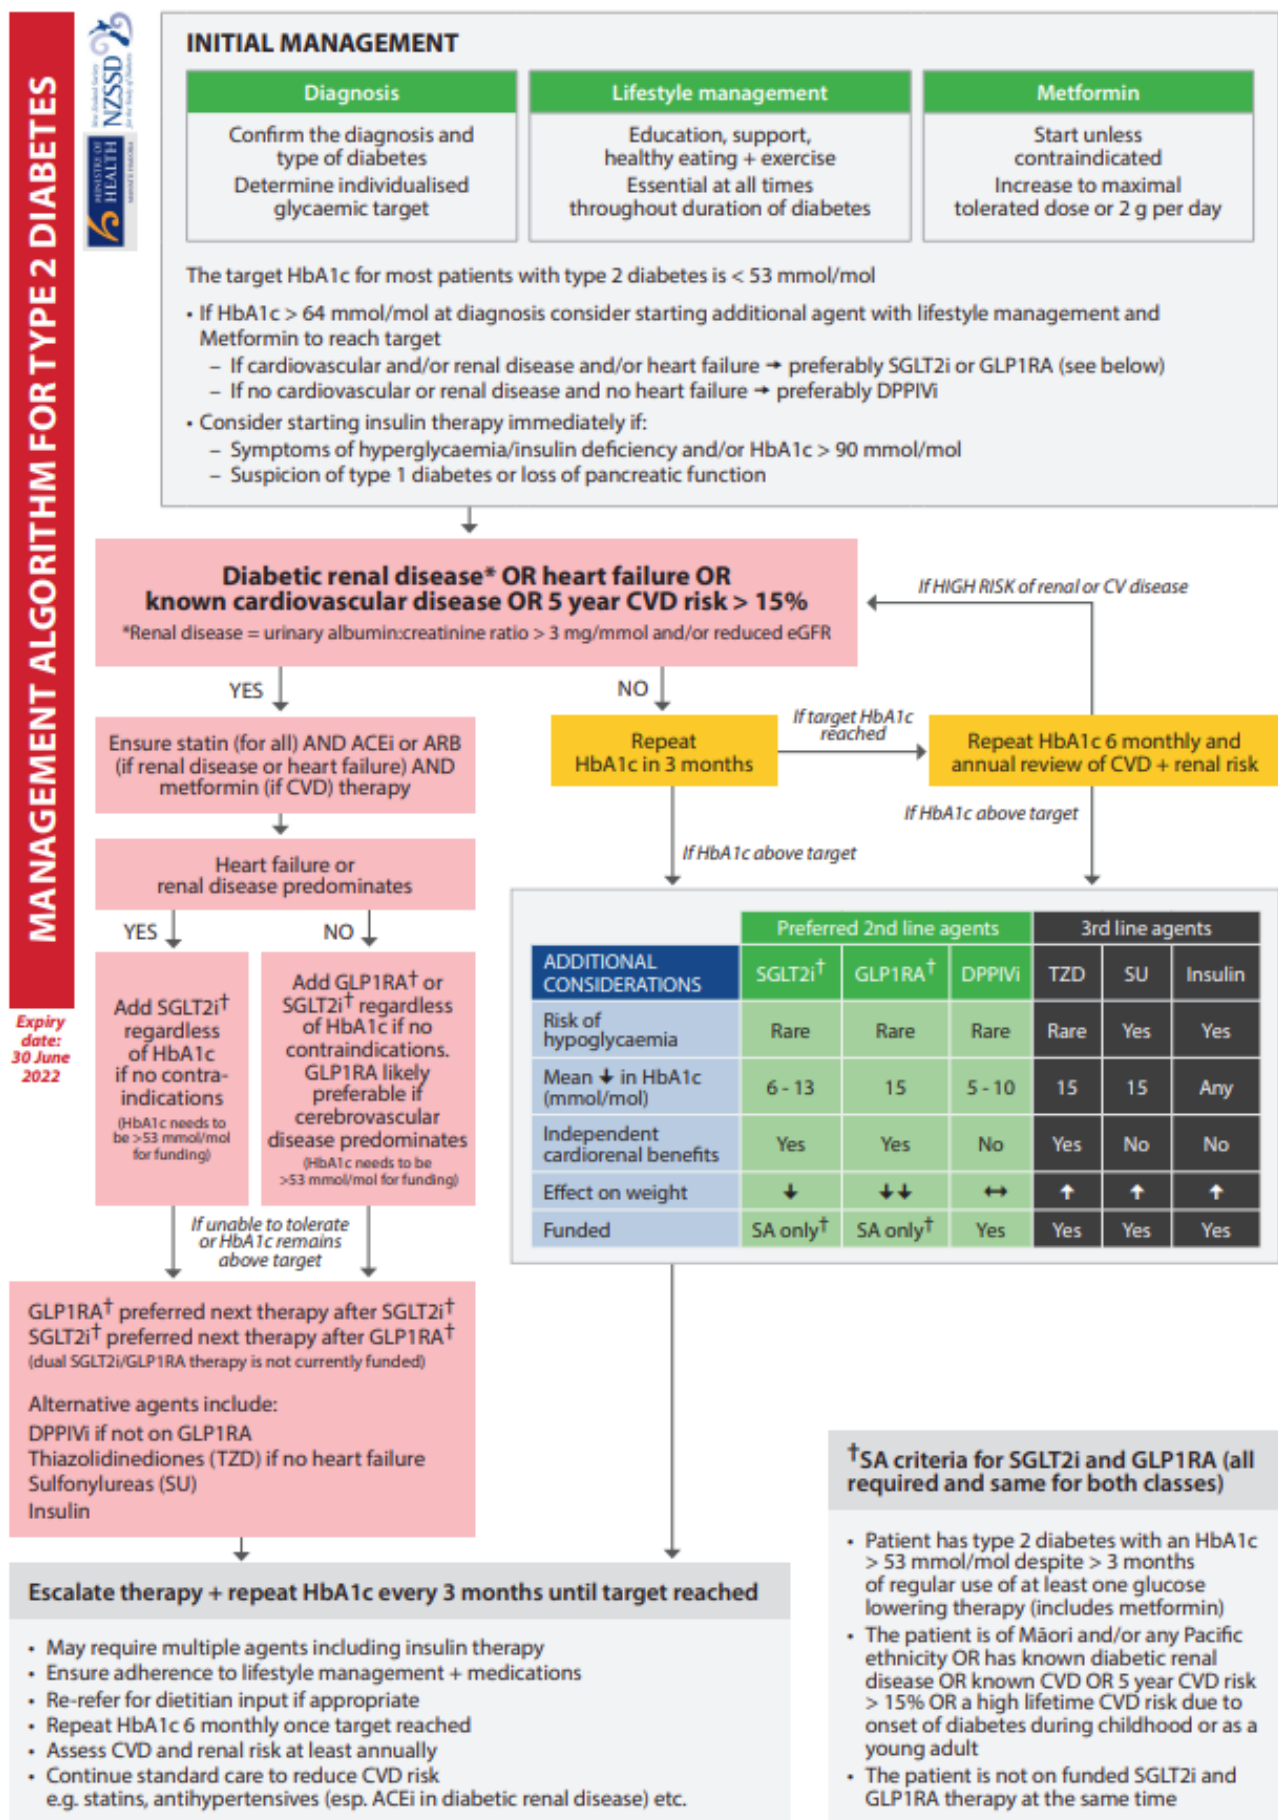 MANAGEMENT ALGORITHM FOR TYPE 2 DIABETES
New Zealand Society
NZSSD
for the Study of Diabetes
MINISTRY OF
HEALTH
MANATŪ HAUORA
Expiry
date:
30 June
2022
INITIAL MANAGEMENT
Diagnosis
Confirm the diagnosis and
type of diabetes
Determine individualised
glycaemic target
Lifestyle management
Education, support,
healthy eating + exercise
Essential at all times
throughout duration of diabetes
Metformin
Start unless
contraindicated
Increase to maximal
tolerated dose or 2 g per day
The target HbA1c for most patients with type 2 diabetes is < 53 mmol/mol
• If HbA1c > 64 mmol/mol at diagnosis consider starting additional agent with lifestyle management and
Metformin to reach target
– If cardiovascular and/or renal disease and/or heart failure ➔ preferably SGLT2i or GLP1RA (see below)
– If no cardiovascular or renal disease and no heart failure ➔ preferably DPPIVi
• Consider starting insulin therapy immediately if:
– Symptoms of hyperglycaemia/insulin deficiency and/or HbA1c > 90 mmol/mol
– Suspicion of type 1 diabetes or loss of pancreatic function
Diabetic renal disease* OR heart failure OR
known cardiovascular disease OR 5 year CVD risk > 15%
*Renal disease = urinary albumin:creatinine ratio > 3 mg/mmol and/or reduced eGFR
If HIGH RISK of renal or CV disease
YES
NO
Ensure statin (for all) AND ACEi or ARB
(if renal disease or heart failure) AND
metformin (if CVD) therapy
Repeat
HbA1c in 3 months
If target HbA1c
reached
Repeat HbA1c 6 monthly and
annual review of CVD + renal risk
If HbA1c above target
If HbA1c above target
Heart failure or
renal disease predominates
YES
NO
Add SGLT2i†
regardless
of HbA1c
if no contra-
indications
(HbA1c needs to
be >53 mmol/mol
for funding)
Add GLP1RA† or
SGLT2i† regardless
of HbA1c if no
contraindications.
GLP1RA likely
preferable if
cerebrovascular
disease predominates
(HbA1c needs to be
>53 mmol/mol for funding)
If unable to tolerate
or HbA1c remains
above target
GLP1RA† preferred next therapy after SGLT2i†
SGLT2i† preferred next therapy after GLP1RA†
(dual SGLT2i/GLP1RA therapy is not currently funded)
Alternative agents include:
DPPIVi if not on GLP1RA
Thiazolidinediones (TZD) if no heart failure
Sulfonylureas (SU)
Insulin
Preferred 2nd line agents 3rd line agents
ADDITIONAL
CONSIDERATIONS SGLT2i† GLP1RA† DPPIVi TZD SU Insulin
Risk of
hypoglycaemia Rare Rare Rare Rare Yes Yes
Mean ↓ in HbA1c
(mmol/mol) 6 - 13 15 5 - 10 15 15 Any
Independent
cardiorenal benefits Yes Yes No Yes No No
Effect on weight ↓ ↓↓ ↔ ↑ ↑ ↑
Funded SA only† SA only† Yes Yes Yes Yes
Escalate therapy + repeat HbA1c every 3 months until target reached
• May require multiple agents including insulin therapy
• Ensure adherence to lifestyle management + medications
• Re-refer for dietitian input if appropriate
• Repeat HbA1c 6 monthly once target reached
• Assess CVD and renal risk at least annually
• Continue standard care to reduce CVD risk
e.g. statins, antihypertensives (esp. ACEi in diabetic renal disease) etc.
†SA criteria for SGLT2i and GLP1RA (all
required and same for both classes)
• Patient has type 2 diabetes with an HbA1c
> 53 mmol/mol despite > 3 months
of regular use of at least one glucose
lowering therapy (includes metformin)
• The patient is of Māori and/or any Pacific
ethnicity OR has known diabetic renal
disease OR known CVD OR 5 year CVD risk
> 15% OR a high lifetime CVD risk due to
onset of diabetes during childhood or as a
young adult
• The patient is not on funded SGLT2i and
GLP1RA therapy at the same time